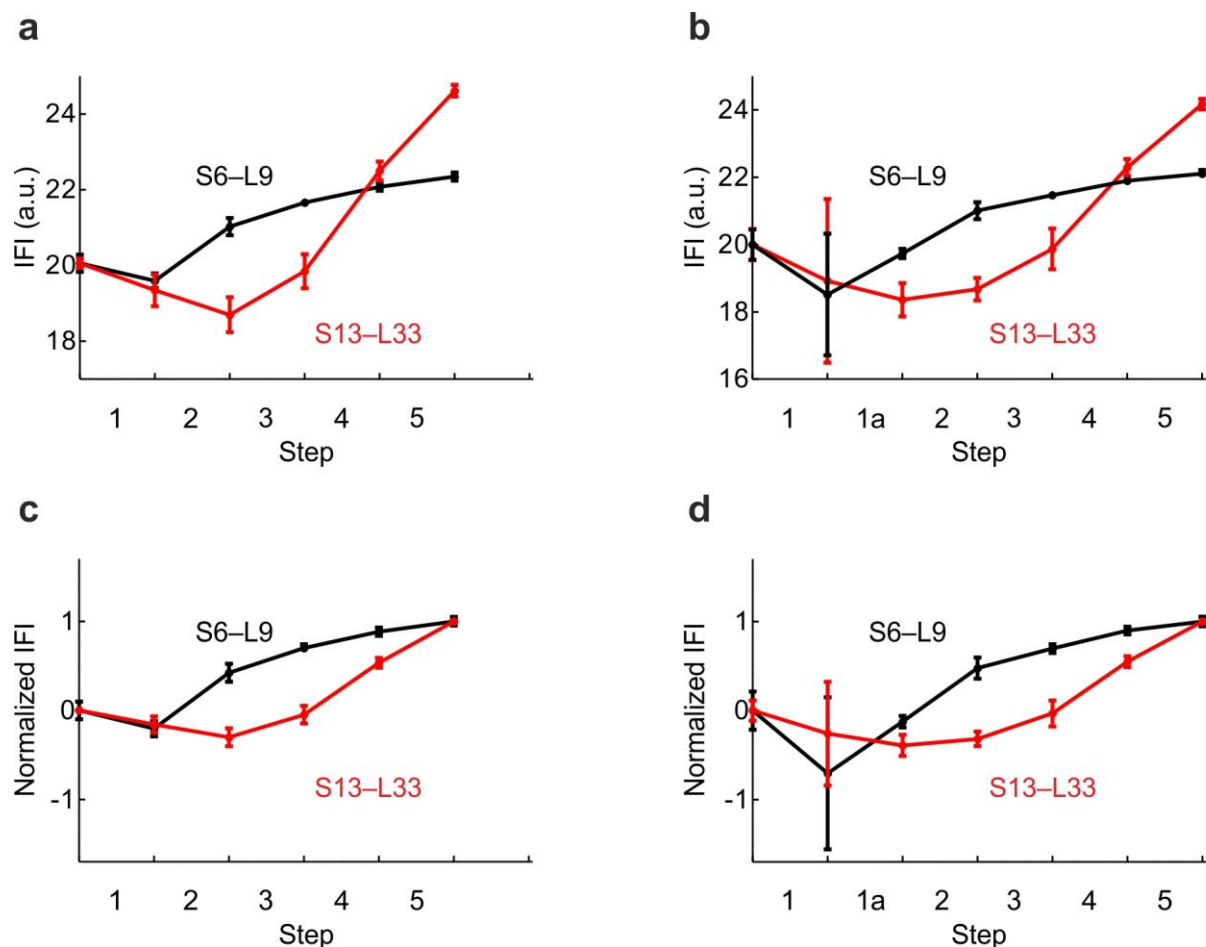 a
24
22
20
18
IFI (a.u.)
S6–L9
S13–L33
1 2 3 4 5
Step
b
24
22
20
18
16
IFI (a.u.)
S6–L9
S13–L33
1 1a 2 3 4 5
Step
c
1
0
-1
Normalized IFI
S6–L9
S13–L33
1 2 3 4 5
Step
d
1
0
-1
Normalized IFI
S6–L9
S13–L33
1 1a 2 3 4 5
Step